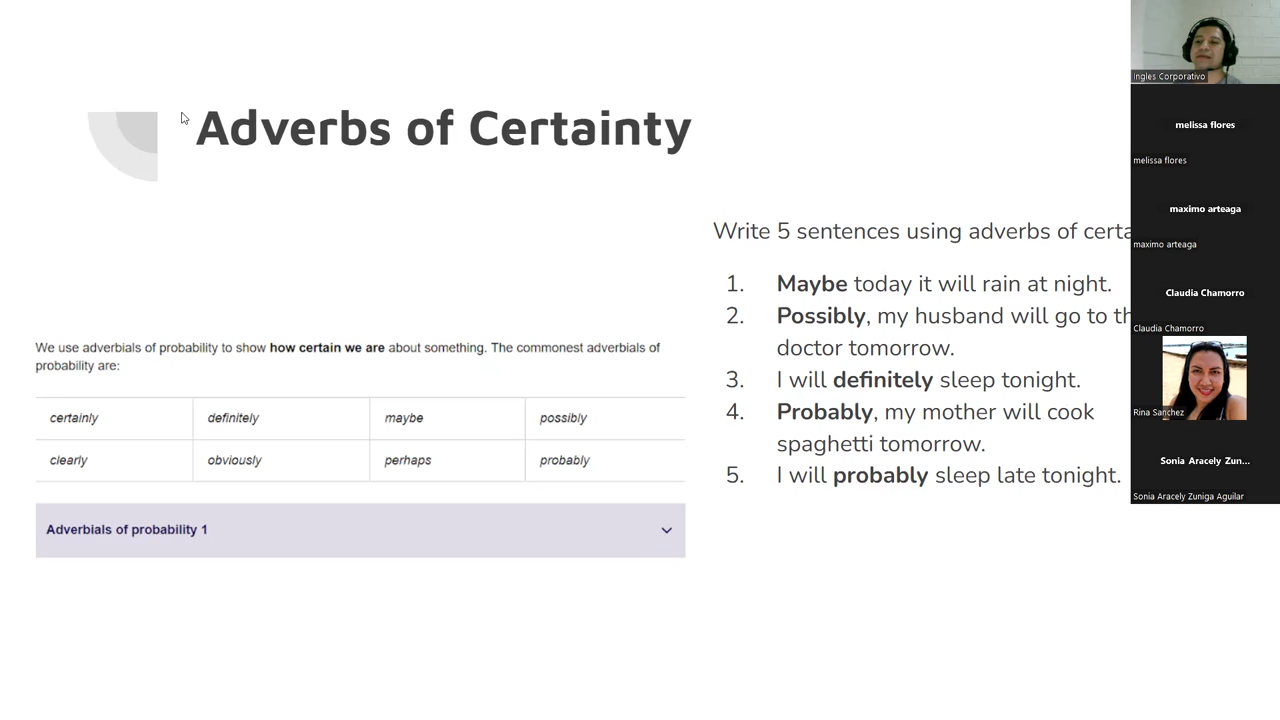 Adverbs of Certainty
We use adverbials of probability to show how certain we are about something. The commonest adverbials of
probability are:
certainly definitely maybe possibly
clearly obviously perhaps probably
Adverbials of probability 1
Write 5 sentences using adverbs of certa
1. Maybe today it will rain at night.
2. Possibly, my husband will go to th
doctor tomorrow.
3. I will definitely sleep tonight.
4. Probably, my mother will cook
spaghetti tomorrow.
5. I will probably sleep late tonight.
Ingles Corporativo
melissa flores
melissa flores
maximo arteaga
maximo arteaga
Claudia Chamorro
Claudia Chamorro
Rina Sanchez
Sonia Aracely Zun...
Sonia Aracely Zuniga Aguilar